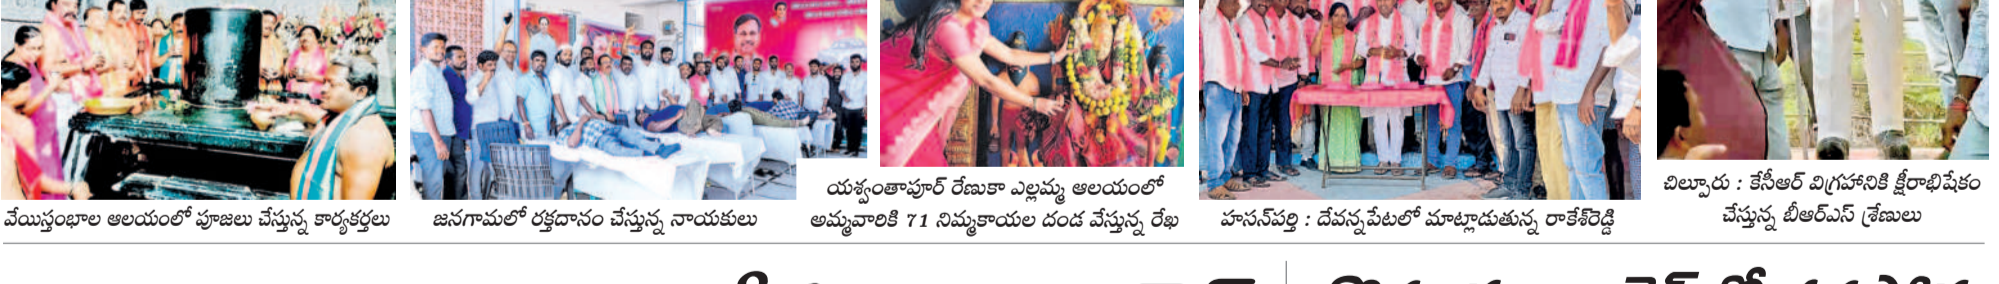 వేయిస్తంభాల ఆలయంలో పూజలు చేస్తున్న కార్యకర్తలు
జనగామలో రక్తదానం చేస్తున్న నాయకులు
యశ్వంతాపూర్ రేణుకా ఎల్లమ్మ ఆలయంలో
అమ్మవారికి 71 నిమ్మకాయల దండ వేస్తున్న రేఖ
హసన్‌పర్తి : దేవన్నపేటలో మాట్లాడుతున్న రాకేశ్‌రెడ్డి
చిల్పూరు : కేసీఆర్ విగ్రహానికి క్షీరాభిషేకం
చేస్తున్న బీఆర్ఎస్ శ్రేణులు